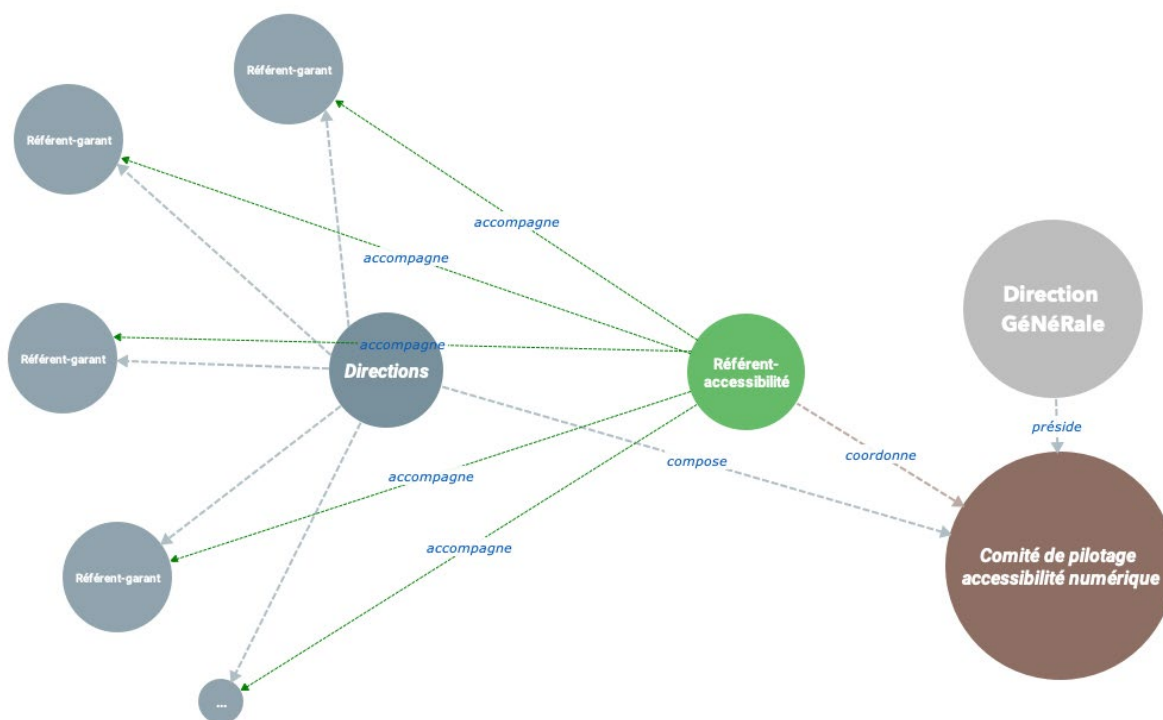 Référent-garant
Référent-garant
accompagne
accompagne
Direction
GéNéRale
accompagne
Référent-garant
Directions
Référent-
accessibilité
préside
coordonne
compose
accompagne
accompagne
Comité de pilotage
accessibilité numérique
Référent-garant
...